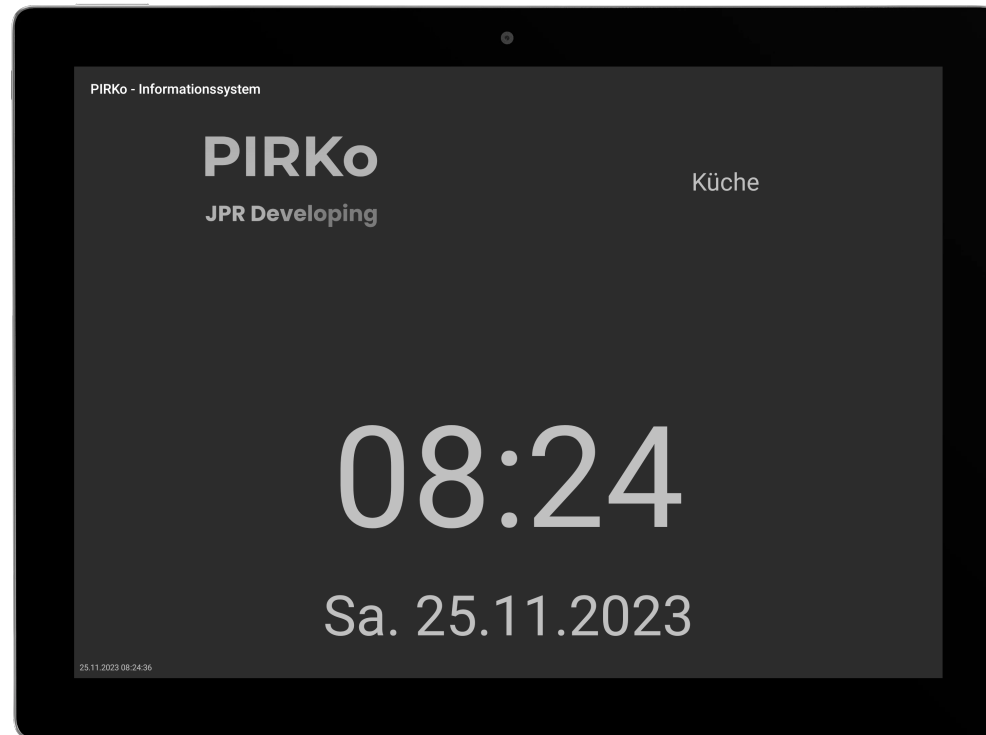 PIRKo - Informationssystem
PIRKo
JPR Developing
Küche
08:24
Sa. 25.11.2023
25.11.2023 08:24:36